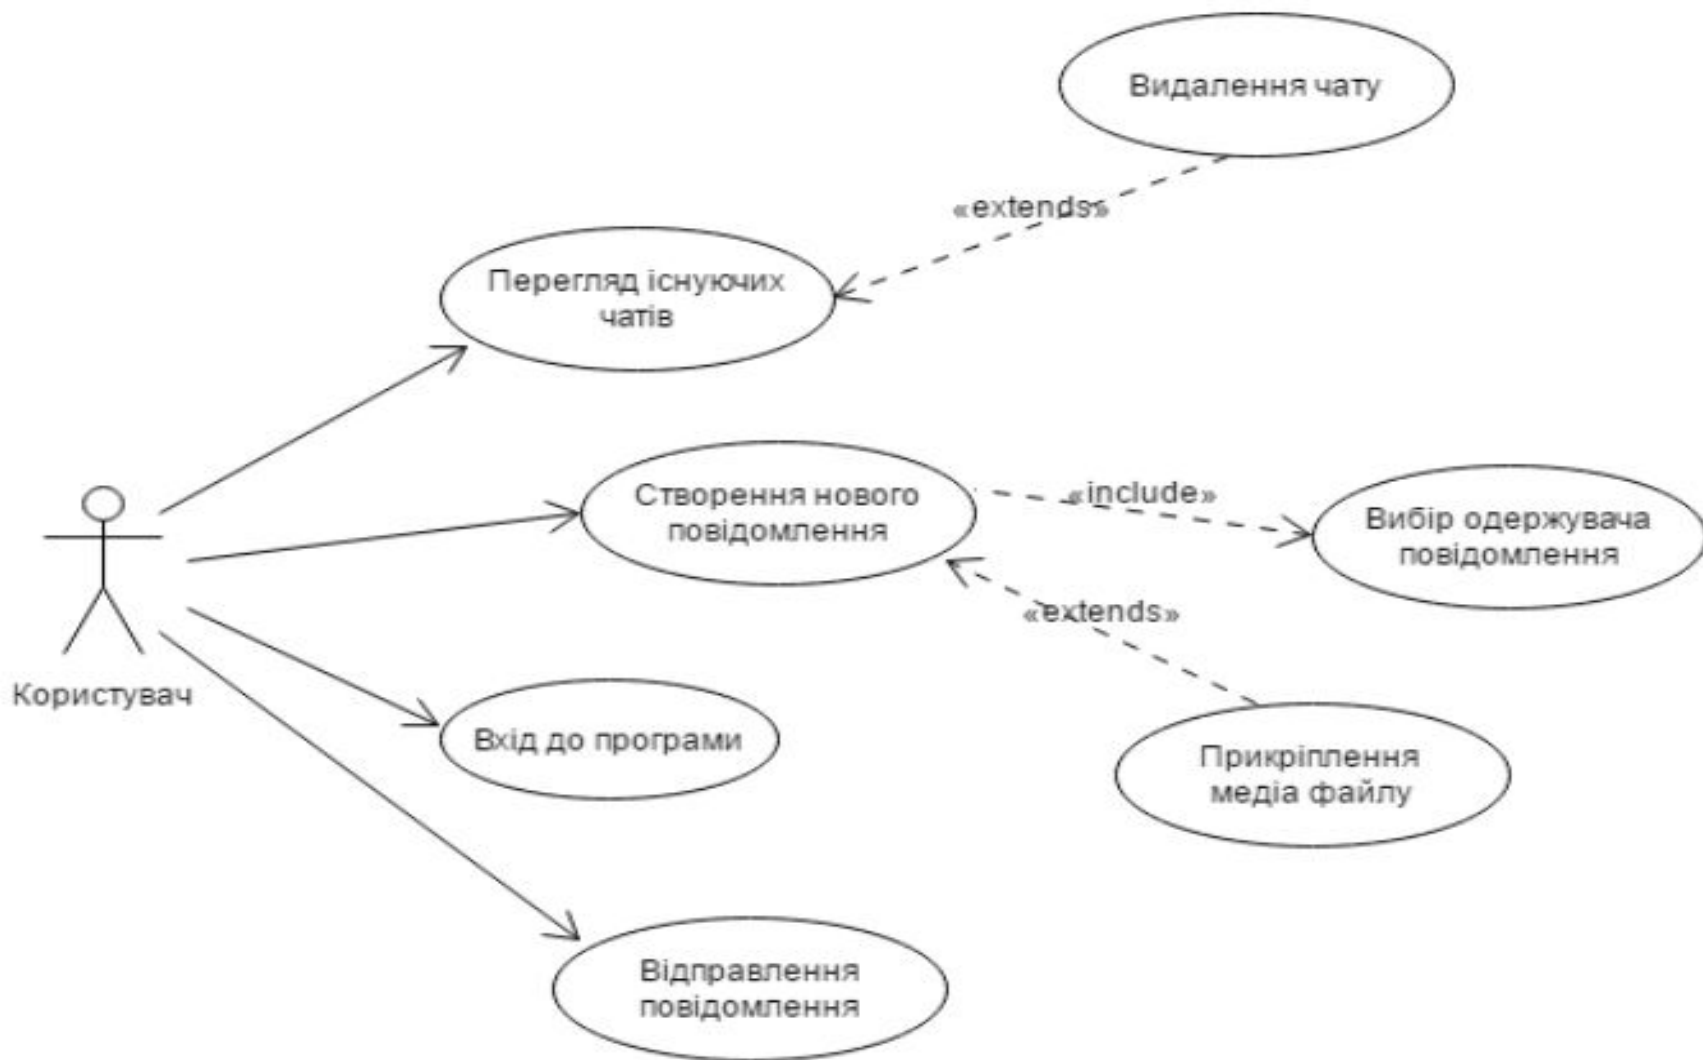 Видалення чату
«extends»
Перегляд існуючих
чатів
Створення нового
повідомлення
«include»
Вибір одержувача
повідомлення
«extends»
Користувач
Вхід до програми
Прикріплення
медіа файлу
Відправлення
повідомлення